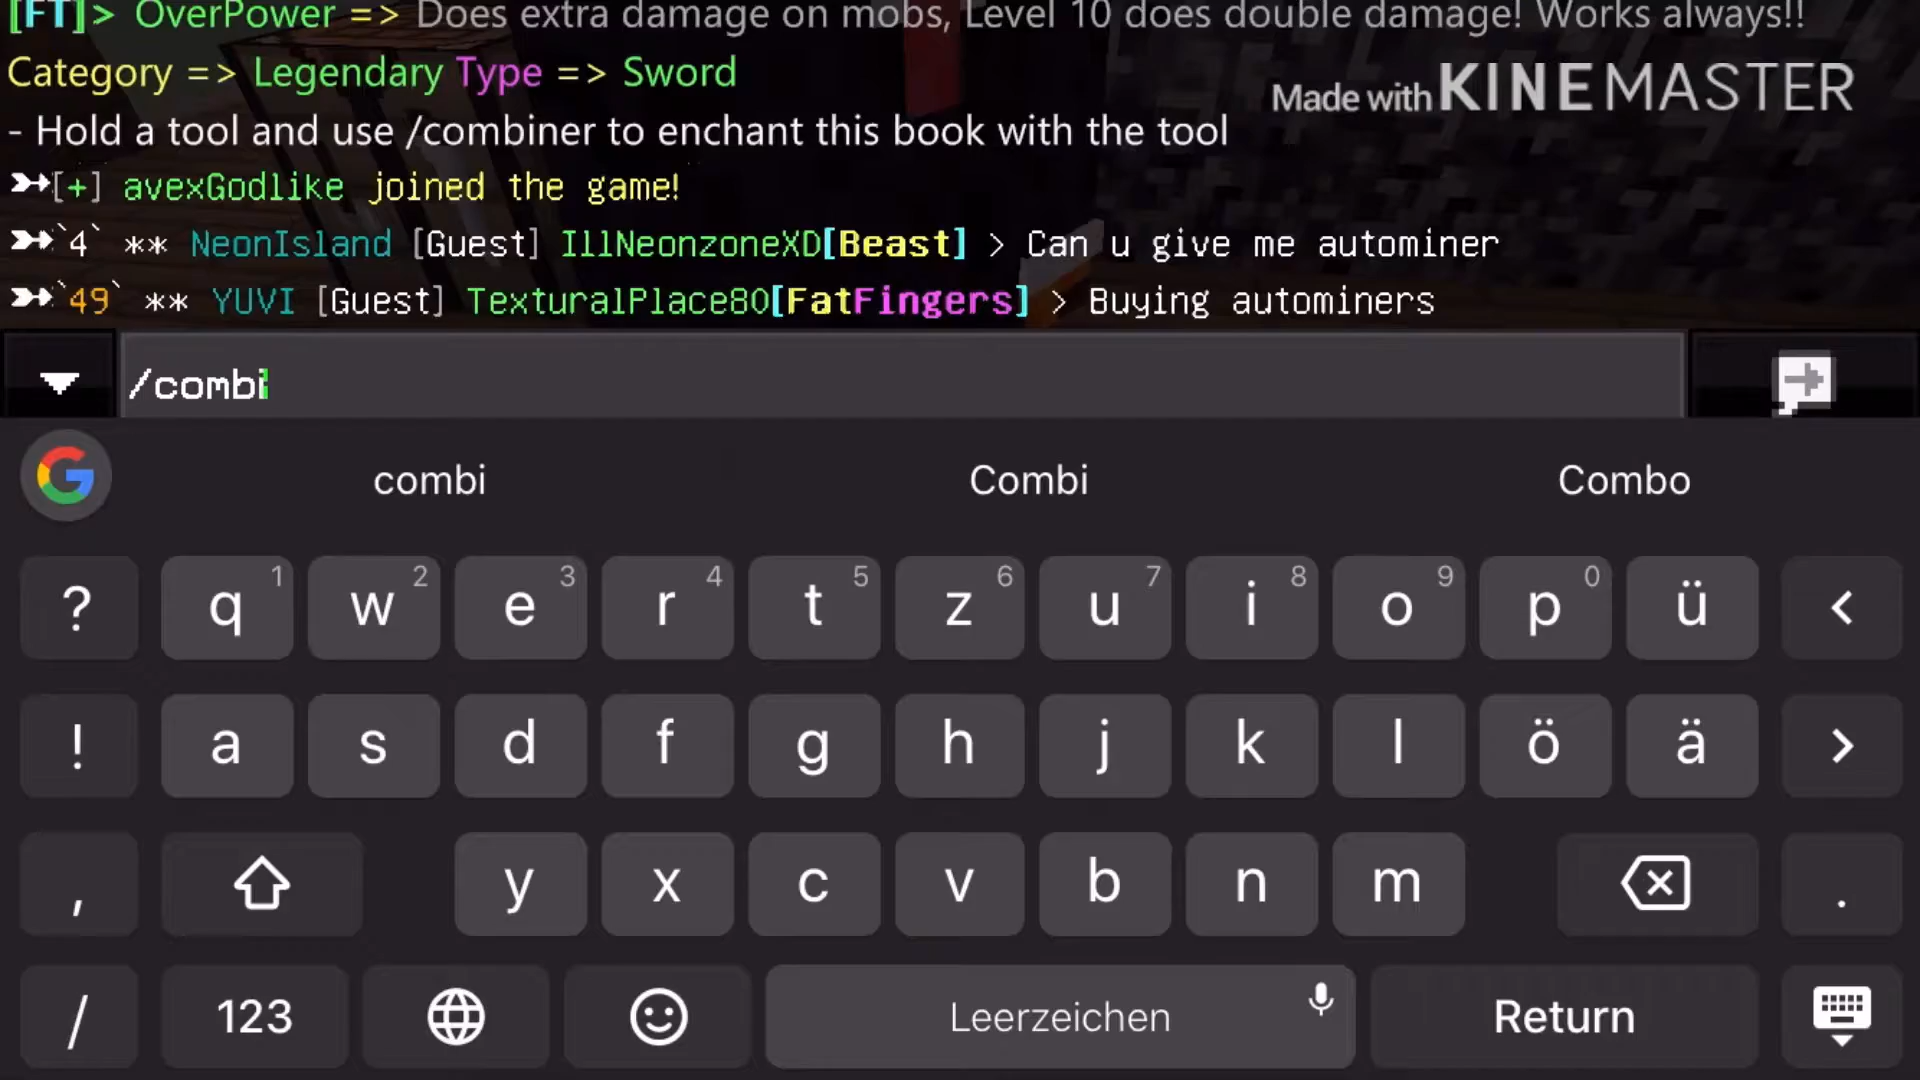 [FT]> OverPower => Does extra damage on mobs, Level 10 does double damage! Works always!!
Category => Legendary Type => Sword
Made with KINEMASTER
- Hold a tool and use /combiner to enchant this book with the tool
[+] avexGodlike joined the game!
`4` ** NeonIsland [Guest] IllNeonzoneXD[Beast] > Can u give me autominer
`49` ** YUVI [Guest] TexturalPlace80[FatFingers] > Buying autominers
/combi
combi Combi Combo
? q 1 w 2 e 3 r 4 t 5 z 6 u 7 i 8 o 9 p 0 ü <
! a s d f g h j k l ö ä >
, y x c v b n m .
/ 123 Leerzeichen Return